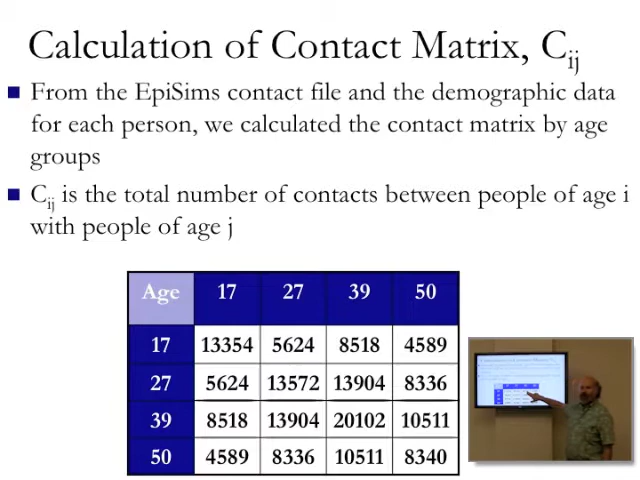 Calculation of Contact Matrix, Cij
From the EpiSims contact file and the demographic data
for each person, we calculated the contact matrix by age
groups
Cij is the total number of contacts between people of age i
with people of age j
Age 17 27 39 50
17 13354 5624 8518 4589
27 5624 13572 13904 8336
39 8518 13904 20102 10511
50 4589 8336 10511 8340